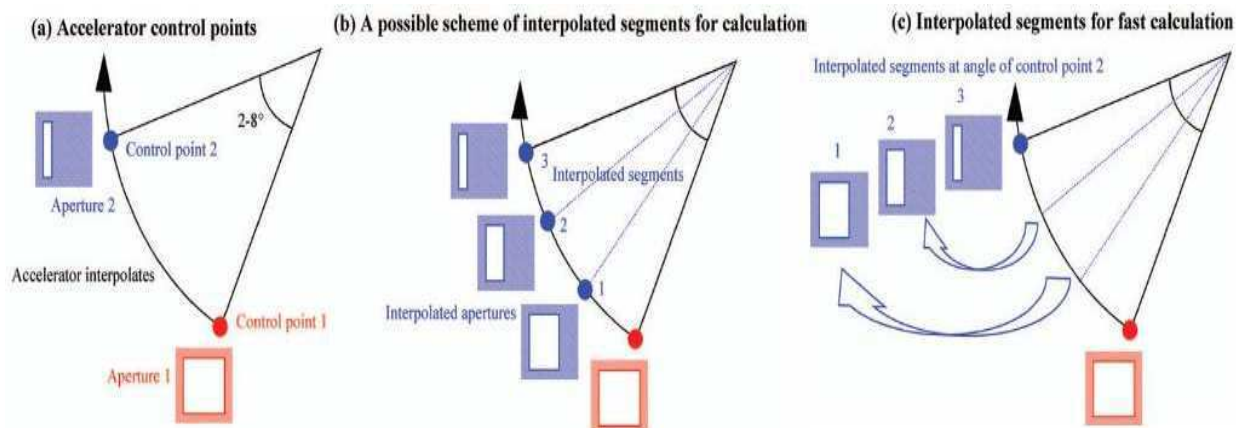 (a) Accelerator control points
2-8°
Control point 2
Aperture 2
Accelerator interpolates
Control point 1
Aperture 1
(b) A possible scheme of interpolated segments for calculation
3
Interpolated segments
2
1
Interpolated apertures
(c) Interpolated segments for fast calculation
Interpolated segments at angle of control point 2
3
2
1